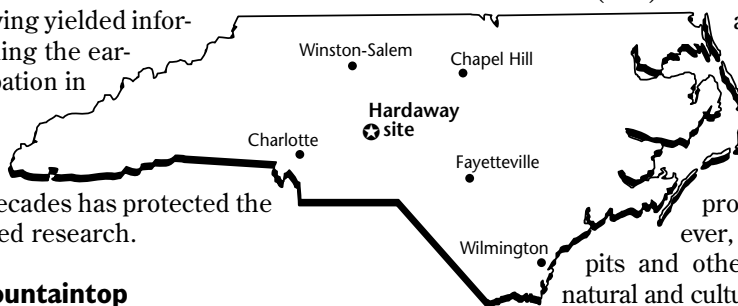 ving yielded infor-
ning the ear-
pation in
ecades has protected the
ed research.
ountaintop
Winston-Salem
Chapel Hill
Hardaway
site
Charlotte
Fayetteville
Wilmington
pro
ever,
pits and othe
natural and cultu